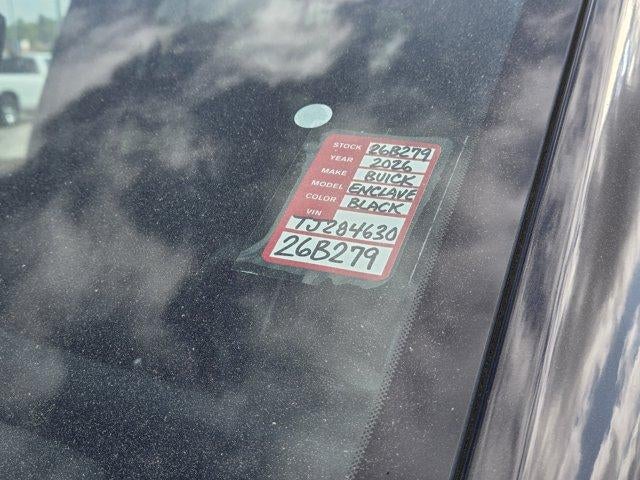 STOCK 26B279
YEAR 2026
MAKE BUICK
MODEL ENCLAVE
COLOR BLACK
VIN
TJ284630
26B279